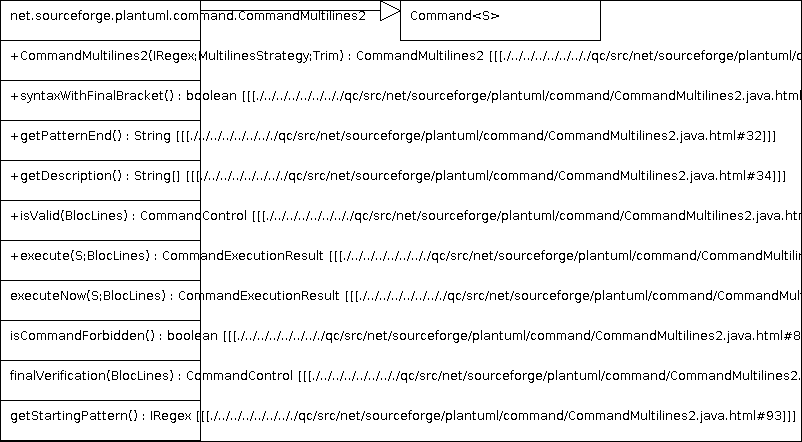 net.sourceforge.plantuml.command.CommandMultilines2
Command<S>
+CommandMultilines2(IRegex;MultilinesStrategy;Trim) : CommandMultilines2 [[[./../../../../../../qc/src/net/sourceforge/plantuml/c
+syntaxWithFinalBracket() : boolean [[[./../../../../../../qc/src/net/sourceforge/plantuml/command/CommandMultilines2.java.html
+getPatternEnd() : String [[[./../../../../../../qc/src/net/sourceforge/plantuml/command/CommandMultilines2.java.html#32]]]
+getDescription() : String[] [[[./../../../../../../qc/src/net/sourceforge/plantuml/command/CommandMultilines2.java.html#34]]]
+isValid(BlocLines) : CommandControl [[[./../../../../../../qc/src/net/sourceforge/plantuml/command/CommandMultilines2.java.htm
+execute(S;BlocLines) : CommandExecutionResult [[[./../../../../../../qc/src/net/sourceforge/plantuml/command/CommandMultilin
executeNow(S;BlocLines) : CommandExecutionResult [[[./../../../../../../qc/src/net/sourceforge/plantuml/command/CommandMul
isCommandForbidden() : boolean [[[./../../../../../../qc/src/net/sourceforge/plantuml/command/CommandMultilines2.java.html#8
finalVerification(BlocLines) : CommandControl [[[./../../../../../../qc/src/net/sourceforge/plantuml/command/CommandMultilines2.
getStartingPattern() : IRegex [[[./../../../../../../qc/src/net/sourceforge/plantuml/command/CommandMultilines2.java.html#93]]]